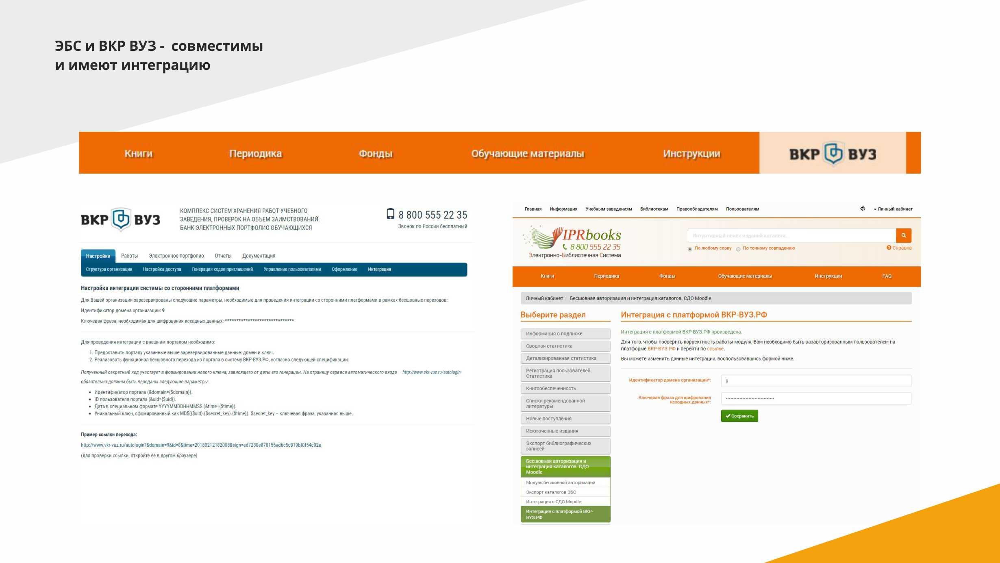 ЭБС и ВКР ВУЗ - совместимы
и имеют интеграцию
Книги Периодика Фонды Обучающие материалы Инструкции ВКР ВУЗ
ВКР ВУЗ
КОМПЛЕКС СИСТЕМ ХРАНЕНИЯ РАБОТ УЧЕБНОГО
ЗАВЕДЕНИЯ, ПРОВЕРОК НА ОБЪЕМ ЗАИМСТВОВАНИЙ.
БАНК ЭЛЕКТРОННЫХ ПОРТФОЛИО ОБУЧАЮЩИХСЯ
8 800 555 22 35
Звонок по России бесплатный
Настройки Работы Электронное портфолио Отчеты Документация
Структура организации Настройка доступа Генерация кодов приглашений Управление пользователями Оформление Интеграция
Настройка интеграции системы со сторонними платформами
Для Вашей организации зарезервированы следующие параметры, необходимые для проведения интеграции со сторонними платформами в рамках бесшовных переходов:
Идентификатор домена организации: 9
Ключевая фраза, необходимая для шифрования исходных данных: ******************************
Для проведения интеграции с внешним порталом необходимо:
1. Предоставить порталу указанные выше зарезервированные данные: домен и ключ.
2. Реализовать функционал бесшовного перехода из портала в систему ВКР-ВУЗ.РФ, согласно следующей спецификации:
Полученный секретный код участвует в формировании нового ключа, зависящего от даты его генерации. На страницу сервиса автоматического входа http://www.vkr-vuz.ru/autologin
обязательно должны быть переданы следующие параметры:
• Идентификатор портала (&domain={$domain}).
• ID пользователя портала (&uid={$uid}).
• Дата в специальном формате YYYYMMDDHHMMSS (&time={$time}).
• Уникальный ключ, сфомированный как MD5({$uid}.{$secret_key}.{$time}). $secret_key – ключевая фраза, указанная выше.
Пример ссылки перехода:
http://www.vkr-vuz.ru/autologin?&domain=9&id=8&time=20180212182008&sign=ed7230e878156ad6c5c819bf0f54c02e
(для проверки ссылки, откройте ее в другом браузере)
Главная Информация Учебным заведениям Библиотекам Правообладателям Пользователям Личный кабинет
IPRbooks
8 800 555 22 35
Электронно-Библиотечная Система
Интуитивный поиск изданий каталога...
По любому слову По точному совпадению Справка
Книги Периодика Фонды Обучающие материалы Инструкции FAQ
Личный кабинет / Бесшовная авторизация и интеграция каталогов. СДО Moodle
Выберите раздел
Информация о подписке
Сводная статистика
Детализированная статистика
Регистрация пользователей.
Статистика
Книгообеспеченность
Списки рекомендованной
литературы
Новые поступления
Исключенные издания
Экспорт библиографических
записей
Бесшовная авторизация и
интеграция каталогов. СДО
Moodle
Модуль бесшовной авторизации
Экспорт каталогов ЭБС
Интеграция с СДО Moodle
Интеграция с платформой ВКР-
ВУЗ.РФ
Интеграция с платформой ВКР-ВУЗ.РФ
Интеграция с платформой ВКР-ВУЗ.РФ произведена.
Для того, чтобы проверить корректность работы модуля, Вам необходимо быть разавторизованным пользователем на
платформе ВКР-ВУЗ.РФ и перейти по ссылке.
Вы можете изменить данные интеграции, воспользовавшись формой ниже.
Идентификатор домена организации*: 9
Ключевая фраза для шифрования
исходных данных*:
Сохранить